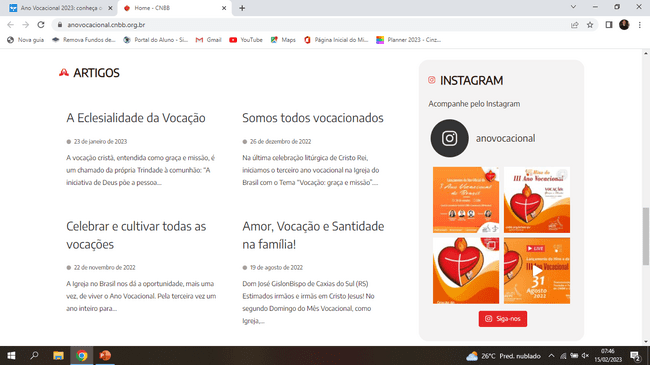 Ano Vocacional 2023: conheça o
Home - CNBB
anovocacional.cnbb.org.br
Nova guia
Remova Fundos de...
Portal do Aluno - Si...
Gmail
YouTube
Maps
Página Inicial do Mi...
Planner 2023 - Cinz...
ARTIGOS
A Eclesialidade da Vocação
23 de janeiro de 2023
A vocação cristã, entendida como graça e missão, é
um chamado da própria Trindade à comunhão: “A
iniciativa de Deus põe a pessoa...
Somos todos vocacionados
26 de dezembro de 2022
Na última celebração litúrgica de Cristo Rei,
iniciamos o terceiro ano vocacional na Igreja do
Brasil com o Tema “Vocação: graça e missão”...
Celebrar e cultivar todas as
vocações
22 de novembro de 2022
A Igreja no Brasil nos dá a oportunidade, mais uma
vez, de viver o Ano Vocacional. Pela terceira vez um
ano inteiro para...
Amor, Vocação e Santidade
na família!
19 de agosto de 2022
Dom José GislonBispo de Caxias do Sul (RS)
Estimados irmãos e irmãs em Cristo Jesus! No
segundo Domingo do Mês Vocacional, como
Igreja,...
INSTAGRAM
Acompanhe pelo Instagram
anovocacional
III Ano Vocacional
LIVE
III Ano Vocacional
31
Agosto
2022
Siga-nos
26°C Pred. nublado
07:46
15/02/2023